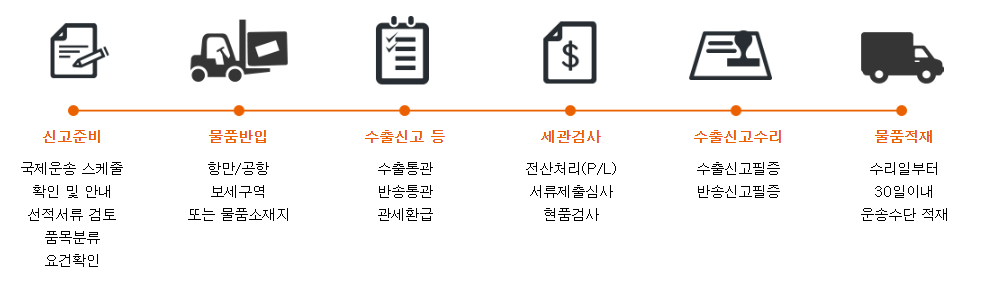 신고준비
국제운송 스케줄
확인 및 안내
선적서류 검토
품목분류
요건확인
물품반입
항만/공항
보세구역
또는 물품소재지
수출신고 등
수출통관
반송통관
관세환급
$
세관검사
전산처리(P/L)
서류제출심사
현품검사
수출신고수리
수출신고필증
반송신고필증
물품적재
수리일부터
30일이내
운송수단 적재